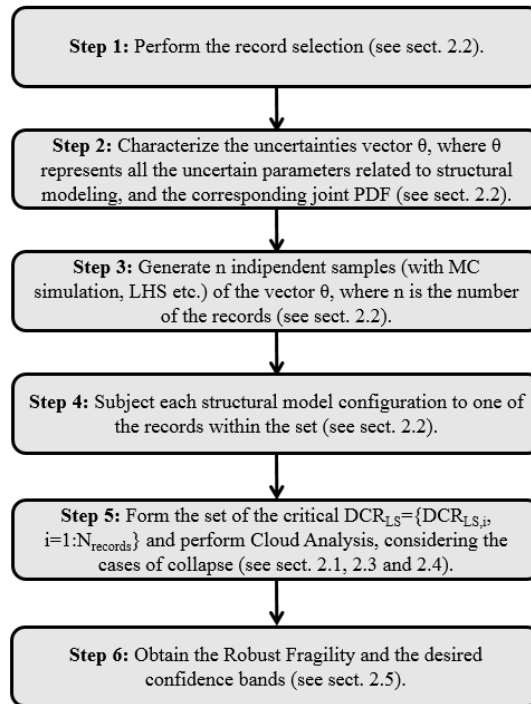 Step 1: Perform the record selection (see sect. 2.2).
Step 2: Characterize the uncertainties vector θ, where θ
represents all the uncertain parameters related to structural
modeling, and the corresponding joint PDF (see sect. 2.2).
Step 3: Generate n indipendent samples (with MC
simulation, LHS etc.) of the vector θ, where n is the number
of the records (see sect. 2.2).
Step 4: Subject each structural model configuration to one of
the records within the set (see sect. 2.2).
Step 5: Form the set of the critical DCR_LS={DCR_LS,i,
i=1:N_records} and perform Cloud Analysis, considering the
cases of collapse (see sect. 2.1, 2.3 and 2.4).
Step 6: Obtain the Robust Fragility and the desired
confidence bands (see sect. 2.5).